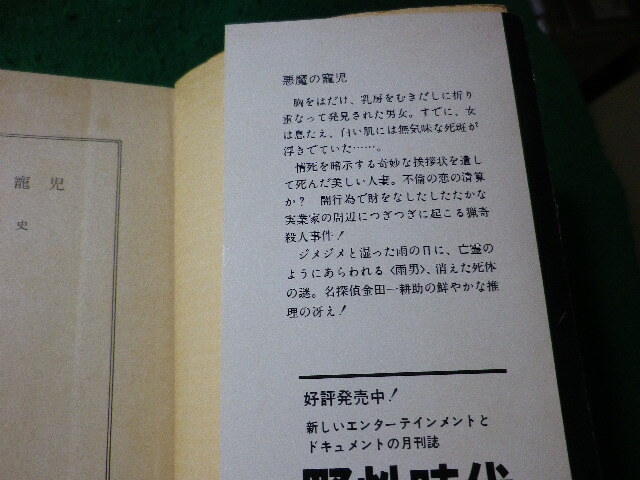 寵児
史
悪魔の寵児
胸をはだけ、乳房をむきだしに折り
重なって発見された男女。すでに、女
は息たえ、白い肌には無気味な死斑が
浮きでていた……。
情死を暗示する奇妙な挨拶状を遺し
て死んだ美しい人妻。不倫の恋の清算
か？　闇行為で財をなしたしたたかな
実業家の周辺につぎつぎに起こる猟奇
殺人事件！
ジメジメと湿った雨の日に、亡霊の
ようにあらわれる〈雨男〉、消えた死体
の謎。名探偵金田一耕助の鮮やかな推
理の冴え！
好評発売中！
新しいエンターテインメントと
ドキュメントの月刊誌
野性時代